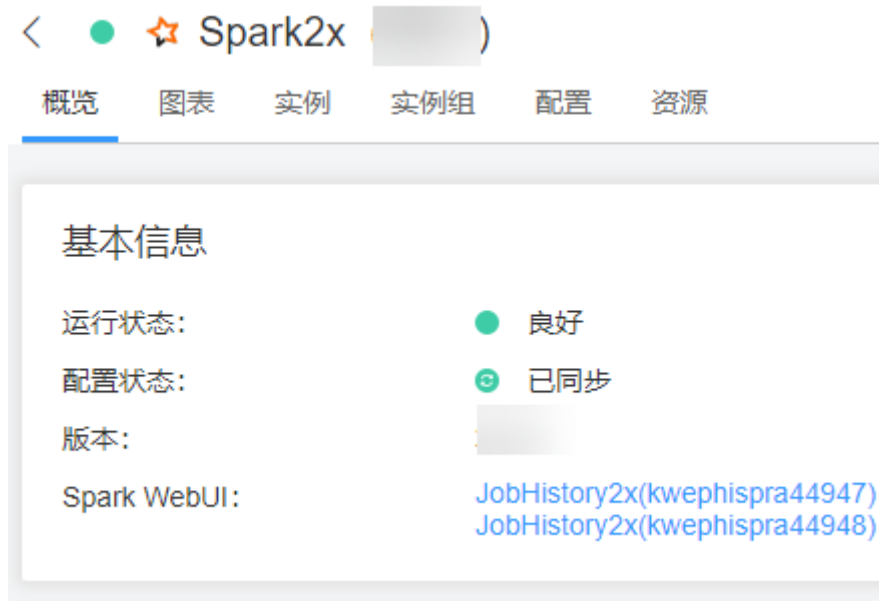 Spark2x )
概览 图表 实例 实例组 配置 资源
基本信息
运行状态: 良好
配置状态: 已同步
版本:
Spark WebUI: JobHistory2x(kwephispra44947)
JobHistory2x(kwephispra44948)